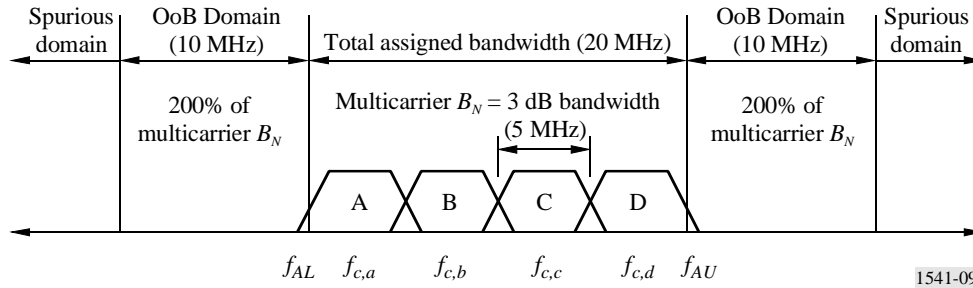 Spurious domain
OoB Domain (10 MHz)
Total assigned bandwidth (20 MHz)
OoB Domain (10 MHz)
Spurious domain
200% of multicarrier B_N
Multicarrier B_N = 3 dB bandwidth (5 MHz)
200% of multicarrier B_N
A
B
C
D
f_AL
f_c,a
f_c,b
f_c,c
f_c,d
f_AU
1541-09